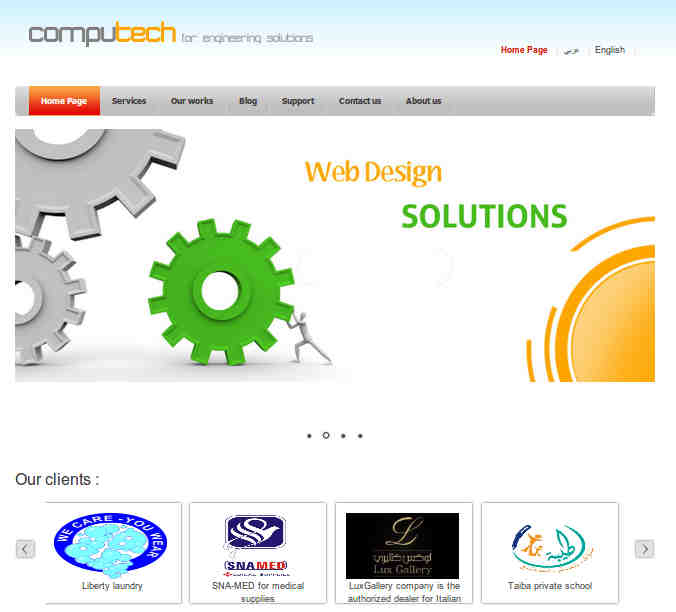 computech for engineering solutions
Home Page عربي English
Home Page Services Our works Blog Support Contact us About us
Web Design
SOLUTIONS
Our clients :
WE CARE - YOU WEAR
SNAMED
L
لوكس كاليري
Lux Gallery
طيبة
Liberty laundry
SNA-MED for medical
supplies
LuxGallery company is the
authorized dealer for Italian
Taiba private school